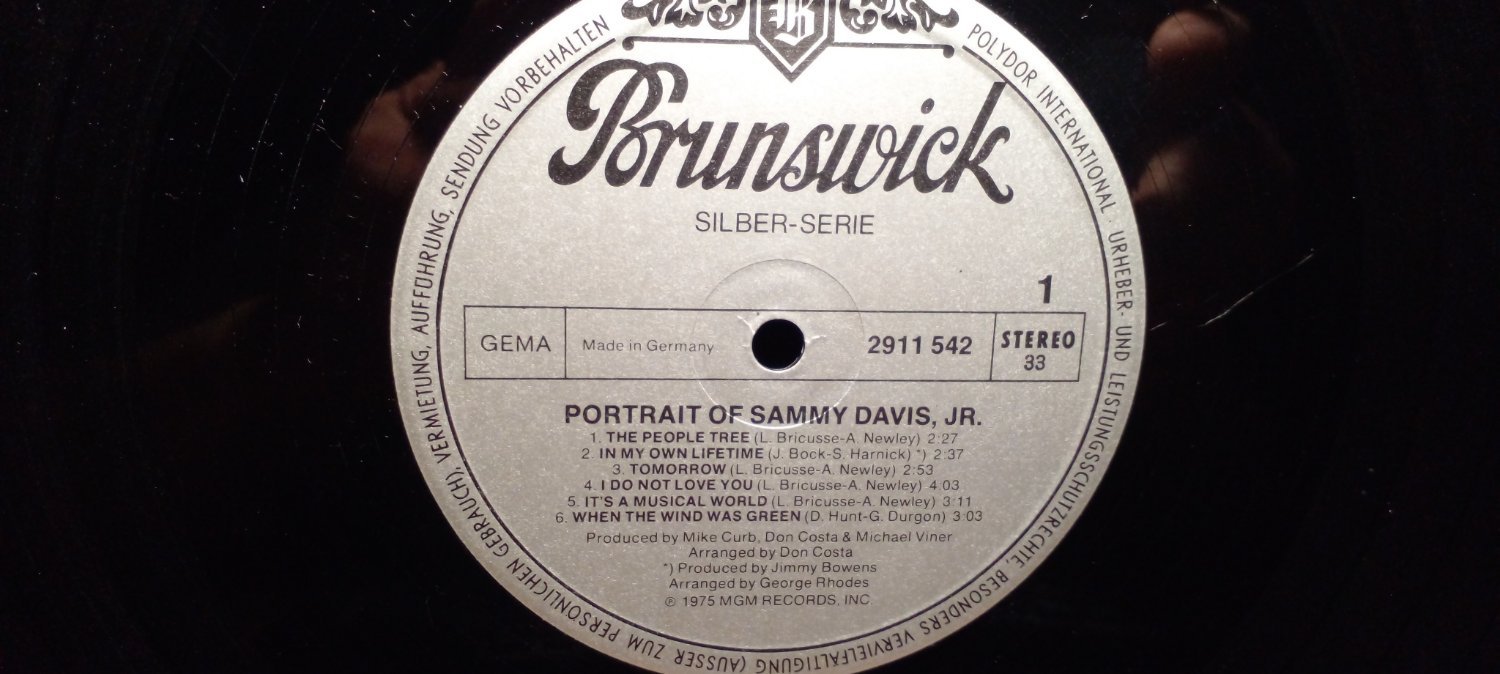 B
Brunswick
SILBER-SERIE
1
GEMA
Made in Germany
2911 542
STEREO
33
PORTRAIT OF SAMMY DAVIS, JR.
1. THE PEOPLE TREE (L. Bricusse-A. Newley) 2:27
2. IN MY OWN LIFETIME (J. Bock-S. Harnick) *) 2:37
3. TOMORROW (L. Bricusse-A. Newley) 2:53
4. I DO NOT LOVE YOU (L. Bricusse-A. Newley) 4:03
5. IT'S A MUSICAL WORLD (L. Bricusse-A. Newley) 3:11
6. WHEN THE WIND WAS GREEN (D. Hunt-G. Durgon) 3:03
Produced by Mike Curb, Don Costa & Michael Viner
Arranged by Don Costa
*) Produced by Jimmy Bowens
Arranged by George Rhodes
℗ 1975 MGM RECORDS, INC
POLYDOR INTERNATIONAL · URHEBER- UND LEISTUNGSSCHUTZRECHTE, BESONDERS VERVIELFÄLTIGUNG (AUSSER ZUM PERSÖNLICHEN GEBRAUCH), VERMIETUNG, AUFFÜHRUNG, SENDUNG VORBEHALTEN